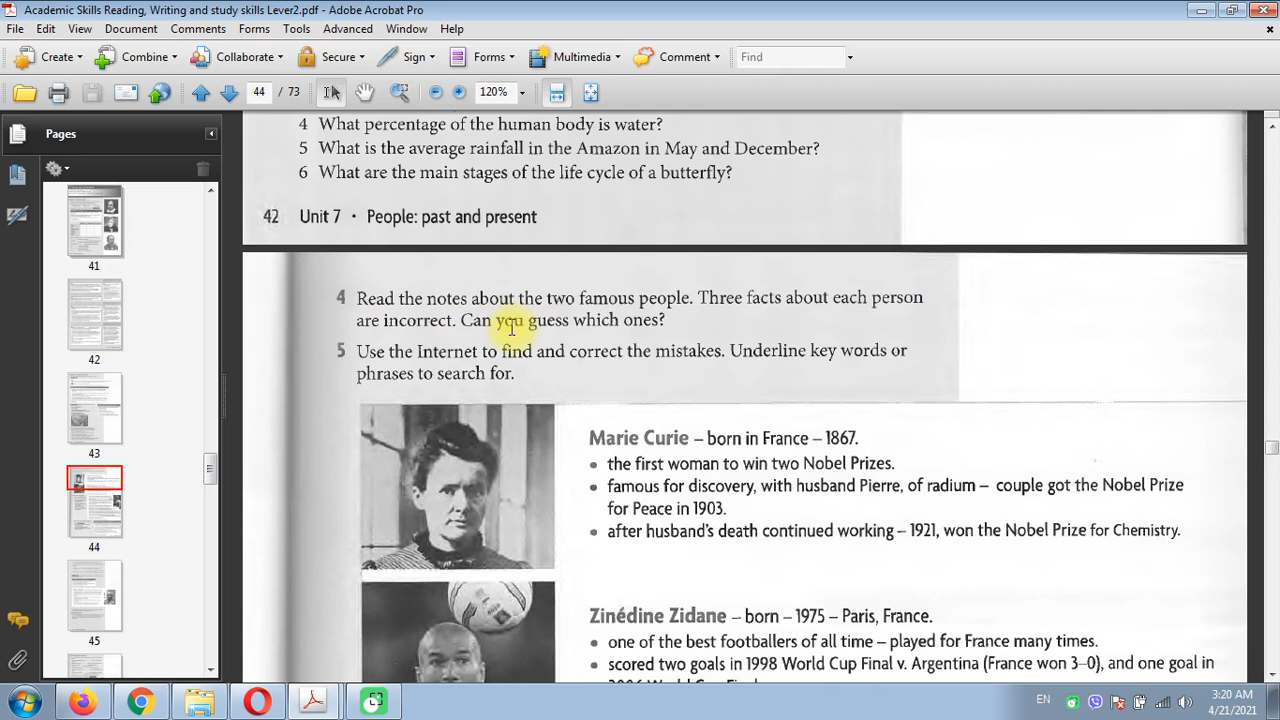 Academic Skills Reading, Writing and study skills Lever2.pdf - Adobe Acrobat Pro
File Edit View Document Comments Forms Tools Advanced Window Help
Create Combine Collaborate Secure Sign Forms Multimedia Comment Find
44 / 73 120%
Pages
41
42
43
44
45
4 What percentage of the human body is water?
5 What is the average rainfall in the Amazon in May and December?
6 What are the main stages of the life cycle of a butterfly?
42 Unit 7 • People: past and present
4 Read the notes about the two famous people. Three facts about each person
are incorrect. Can you guess which ones?
5 Use the Internet to find and correct the mistakes. Underline key words or
phrases to search for.
Marie Curie – born in France – 1867.
• the first woman to win two Nobel Prizes.
• famous for discovery, with husband Pierre, of radium – couple got the Nobel Prize
for Peace in 1903.
• after husband's death continued working – 1921, won the Nobel Prize for Chemistry.
Zinédine Zidane – born – 1975 – Paris, France.
• one of the best footballers of all time – played for France many times.
• scored two goals in 1998 World Cup Final v. Argentina (France won 3–0), and one goal in
EN 3:20 AM
4/21/2021